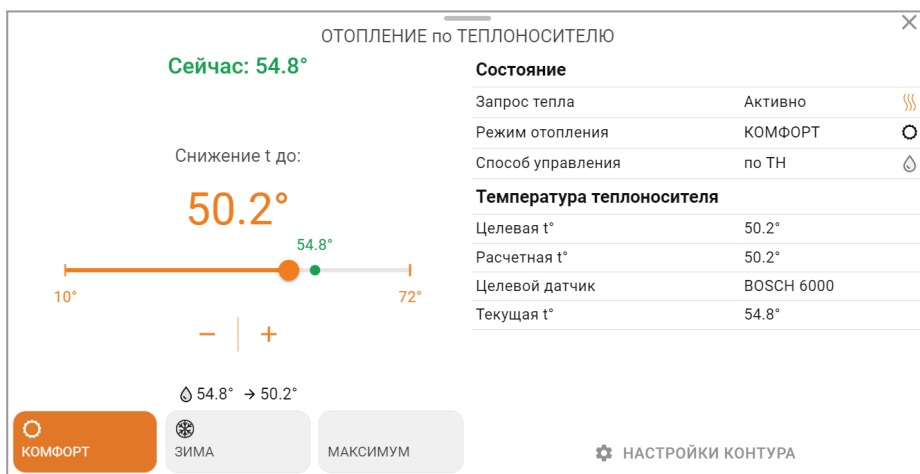 ОТОПЛЕНИЕ по ТЕПЛОНОСИТЕЛЮ
Сейчас: 54.8°
Снижение t до:
50.2°
54.8°
10°
72°
− +
54.8° → 50.2°
КОМФОРТ
ЗИМА
МАКСИМУМ
Состояние
Запрос тепла Активно
Режим отопления КОМФОРТ
Способ управления по ТН
Температура теплоносителя
Целевая t° 50.2°
Расчетная t° 50.2°
Целевой датчик BOSCH 6000
Текущая t° 54.8°
НАСТРОЙКИ КОНТУРА